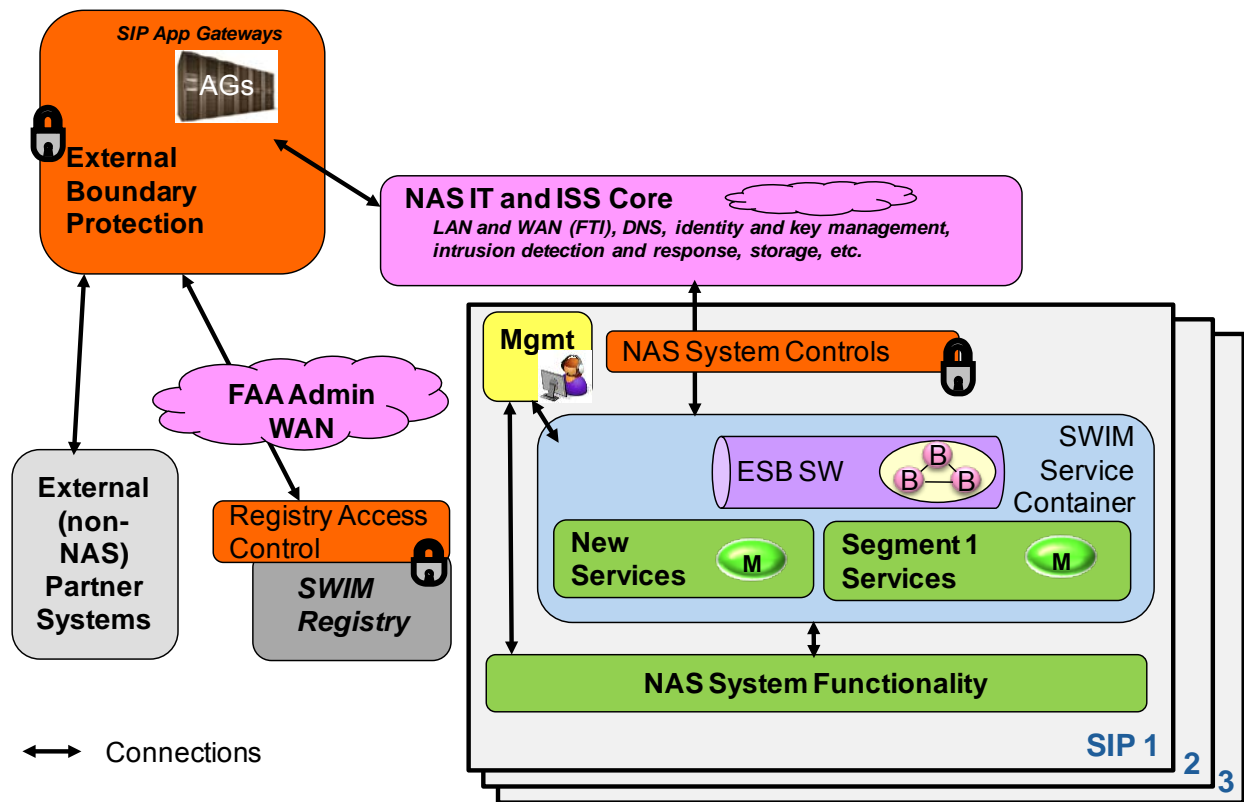 SIP App Gateways
AGs
External
Boundary
Protection
NAS IT and ISS Core
LAN and WAN (FTI), DNS, identity and key management,
intrusion detection and response, storage, etc.
Mgmt
NAS System Controls
FAA Admin
WAN
SWIM
Service
Container
ESB SW
B
B
B
External
(non-
NAS)
Partner
Systems
Registry Access
Control
SWIM
Registry
New
Services
M
Segment 1
Services
M
NAS System Functionality
SIP 1
2
3
Connections